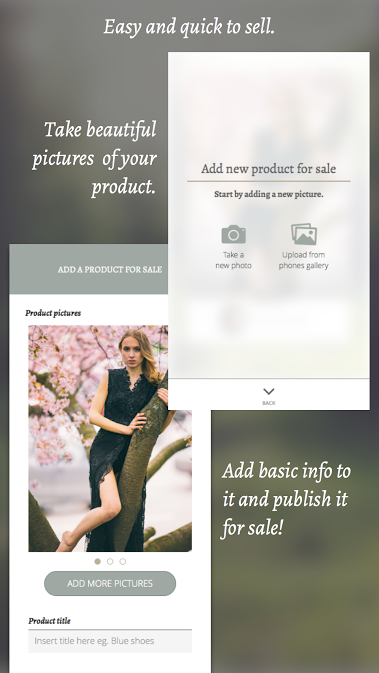 Easy and quick to sell.
Take beautiful
pictures of your
product.
Add new product for sale
Start by adding a new picture.
Take a
new photo
Upload from
phones gallery
BACK
ADD A PRODUCT FOR SALE
Product pictures
ADD MORE PICTURES
Product title
Insert title here eg. Blue shoes
Add basic info to
it and publish it
for sale!